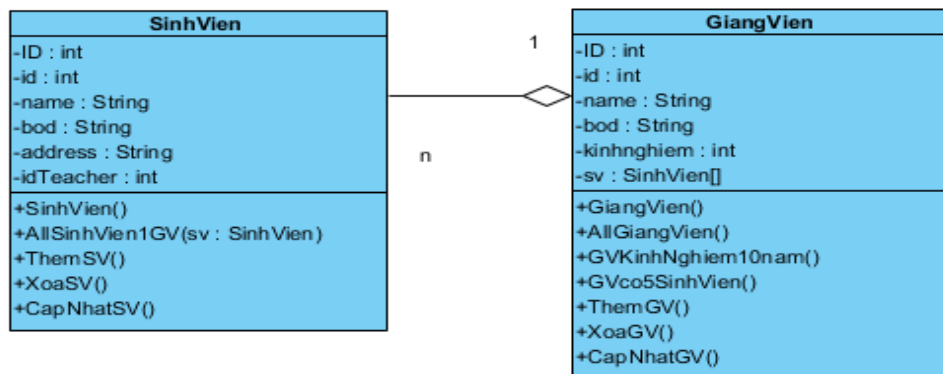 SinhVien
-ID : int
-id : int
-name : String
-bod : String
-address : String
-idTeacher : int
+SinhVien()
+AllSinhVien1GV(sv : SinhVien)
+ThemSV()
+XoaSV()
+CapNhatSV()
1
n
GiangVien
-ID : int
-id : int
-name : String
-bod : String
-kinhnghiem : int
-sv : SinhVien[]
+GiangVien()
+AllGiangVien()
+GVKinhNghiem10nam()
+GVco5SinhVien()
+ThemGV()
+XoaGV()
+CapNhatGV()